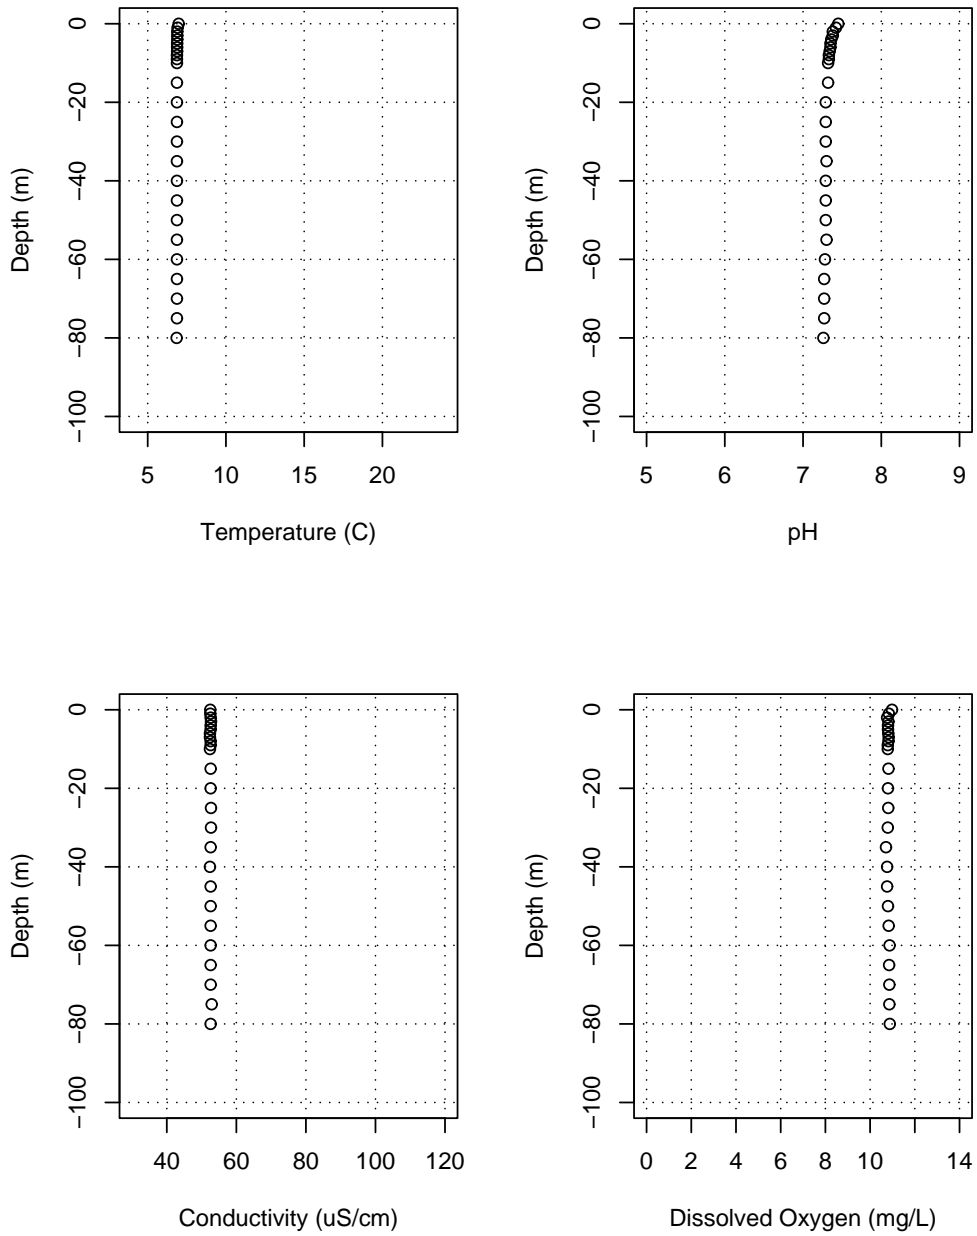 0
−20
−40
−60
−80
−100
Depth (m)
5 10 15 20
Temperature (C)
0
−20
−40
−60
−80
−100
Depth (m)
5 6 7 8 9
pH
0
−20
−40
−60
−80
−100
Depth (m)
40 60 80 100 120
Conductivity (uS/cm)
0
−20
−40
−60
−80
−100
Depth (m)
0 2 4 6 8 10 14
Dissolved Oxygen (mg/L)